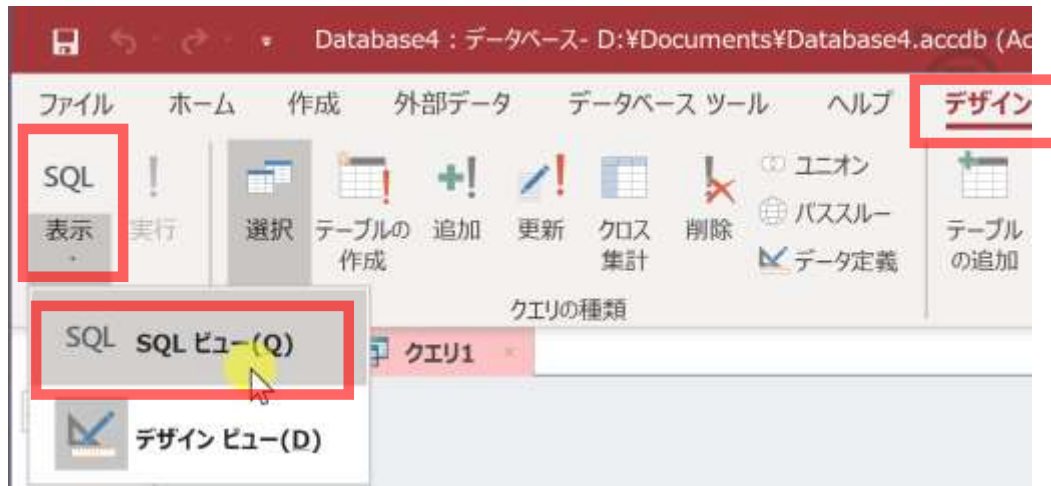 Database4 : データベース- D:¥Documents¥Database4.accdb (Ac
ファイル ホーム 作成 外部データ データベース ツール ヘルプ デザイン
SQL
表示
実行
選択
テーブルの
作成
追加
更新
クロス
集計
削除
ユニオン
パススルー
データ定義
テーブル
の追加
クエリの種類
SQL SQL ビュー(Q)
クエリ1
デザイン ビュー(D)